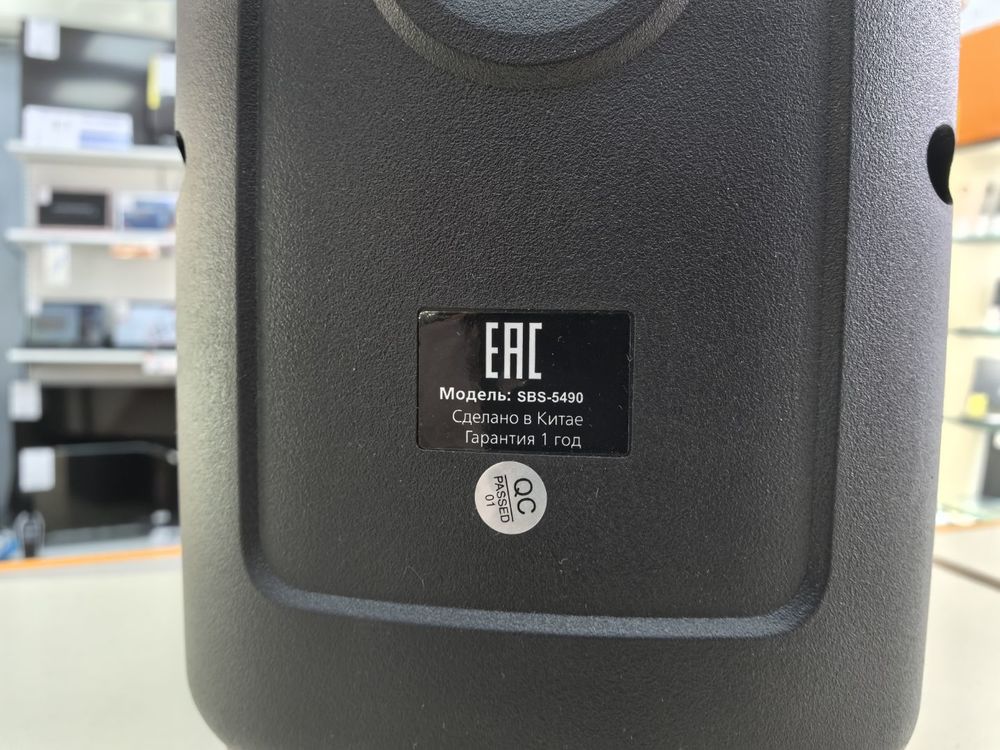 EAC
Модель: SBS-5490
Сделано в Китае
Гарантия 1 год
QC
PASSED
01